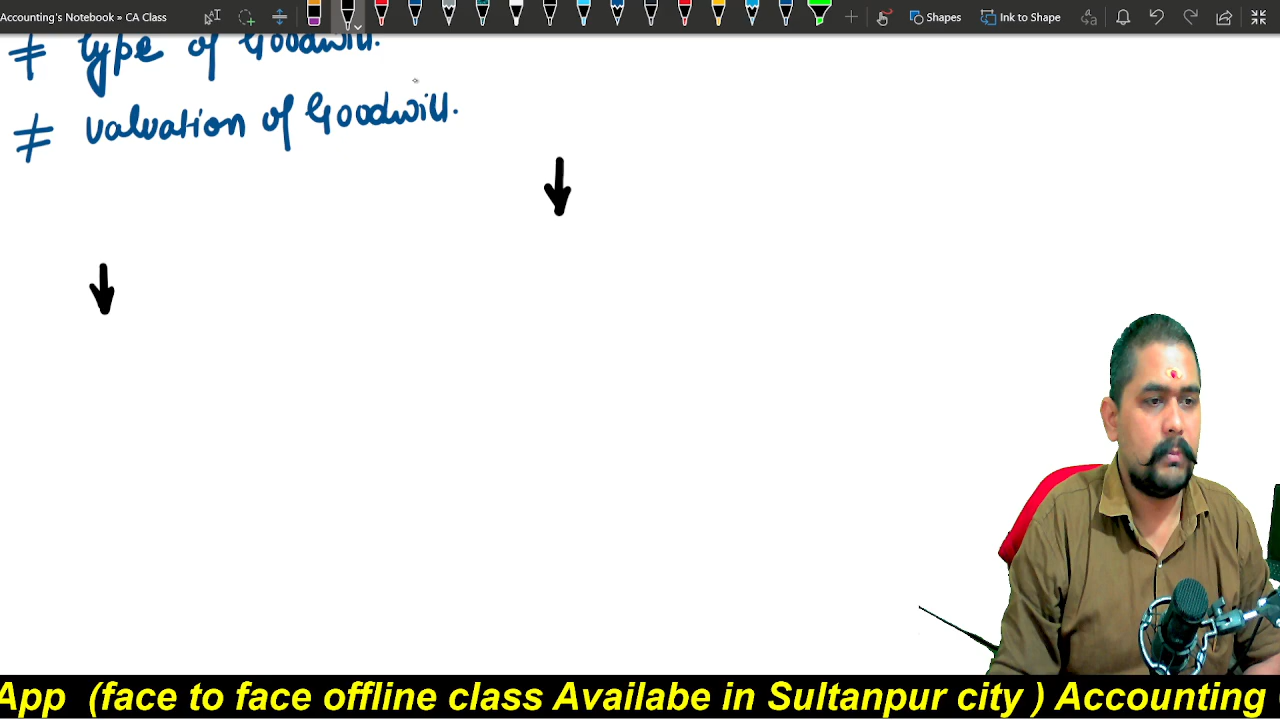 Accounting's Notebook » CA Class
Shapes
Ink to Shape
# type of Goodwill.
# valuation of Goodwill.
App (face to face offline class Availabe in Sultanpur city ) Accounting